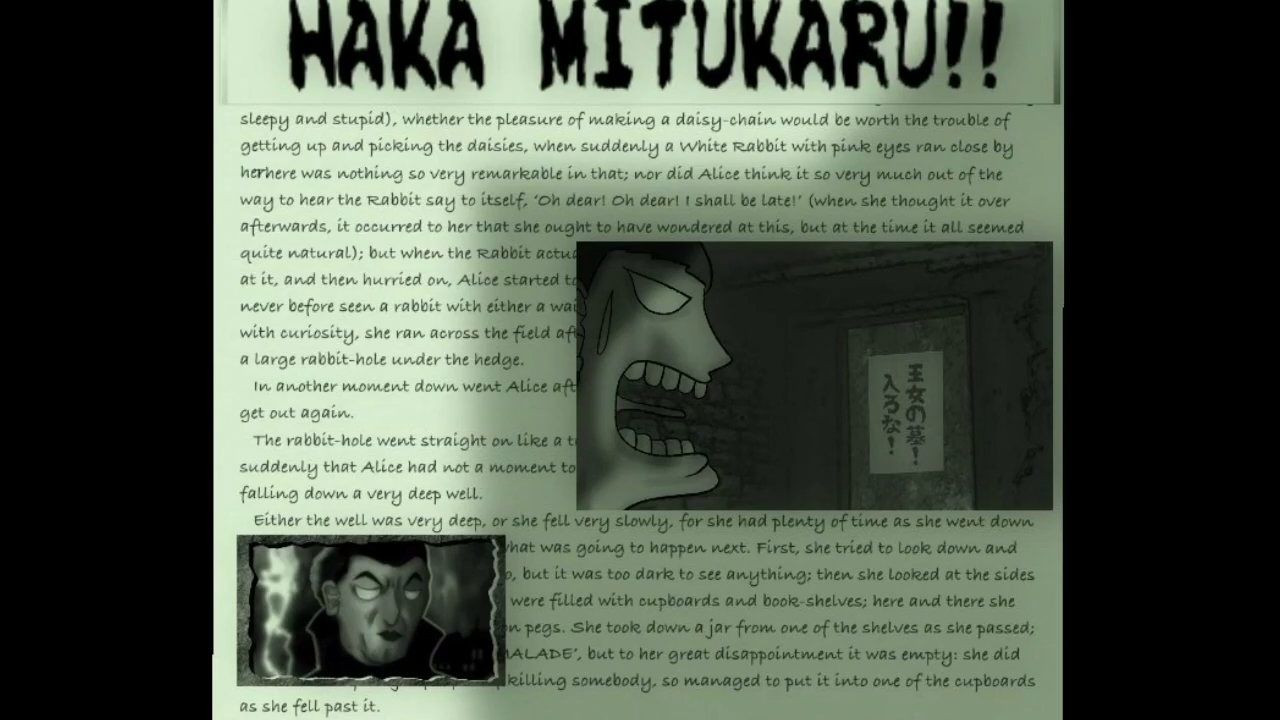 HAKA MITUKARU!!
sleepy and stupid), whether the pleasure of making a daisy-chain would be worth the trouble of
getting up and picking the daisies, when suddenly a White Rabbit with pink eyes ran close by
herhere was nothing so very remarkable in that; nor did Alice think it so very much out of the
way to hear the Rabbit say to itself, 'Oh dear! Oh dear! I shall be late!' (when she thought it over
afterwards, it occurred to her that she ought to have wondered at this, but at the time it all seemed
quite natural); but when the Rabbit actua
at it, and then hurried on, Alice started to
never before seen a rabbit with either a wai
with curiosity, she ran across the field aft
a large rabbit-hole under the hedge.
In another moment down went Alice aft
get out again.
The rabbit-hole went straight on like a t
suddenly that Alice had not a moment to
falling down a very deep well.
王女の墓!
入るな!
Either the well was very deep, or she fell very slowly, for she had plenty of time as she went down
what was going to happen next. First, she tried to look down and
o, but it was too dark to see anything; then she looked at the sides
were filled with cupboards and book-shelves; here and there she
on pegs. She took down a jar from one of the shelves as she passed;
MALADE', but to her great disappointment it was empty: she did
killing somebody, so managed to put it into one of the cupboards
as she fell past it.